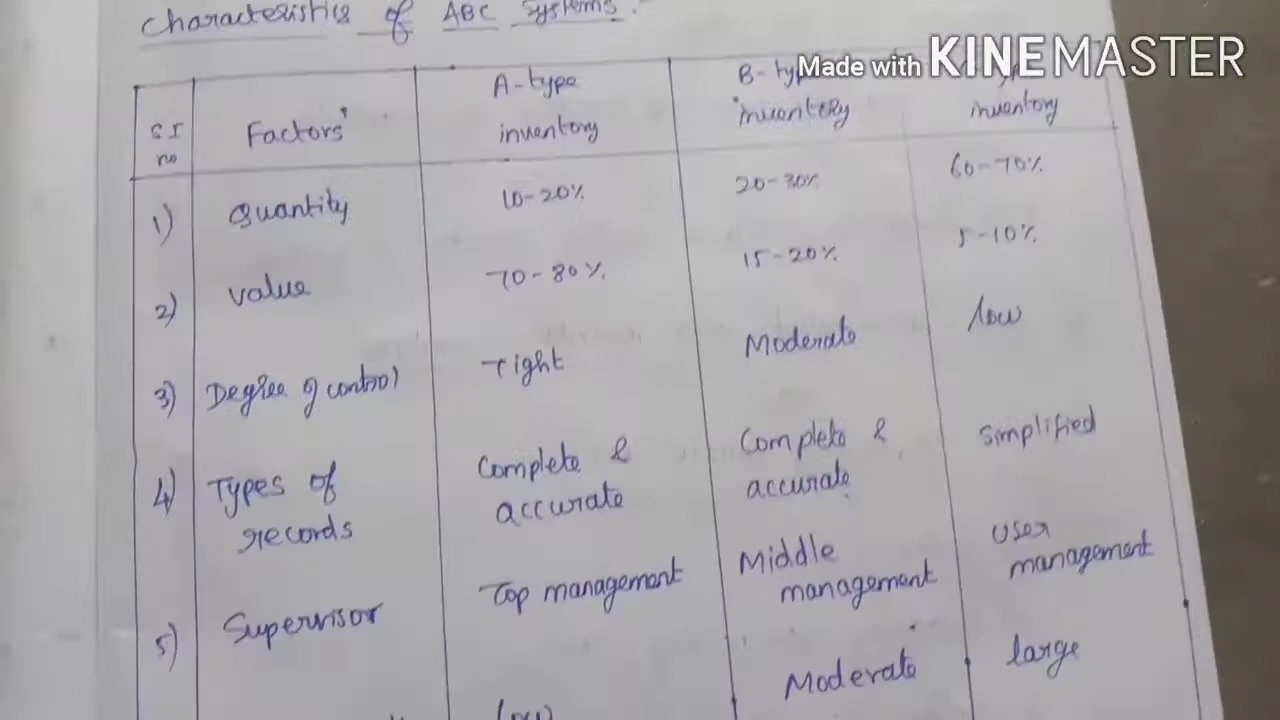 Characteristics of ABC Systems:-
Made with KINEMASTER
SI no Factors A-type inventory B-type inventory inventory
1) Quantity 10-20% 20-30% 60-70%
2) Value 70-80% 15-20% 5-10%
3) Degree of control Tight Moderate low
4) Types of records Complete & accurate Complete & accurate simplified
5) Supervisor Top management Middle management User management
low Moderate large